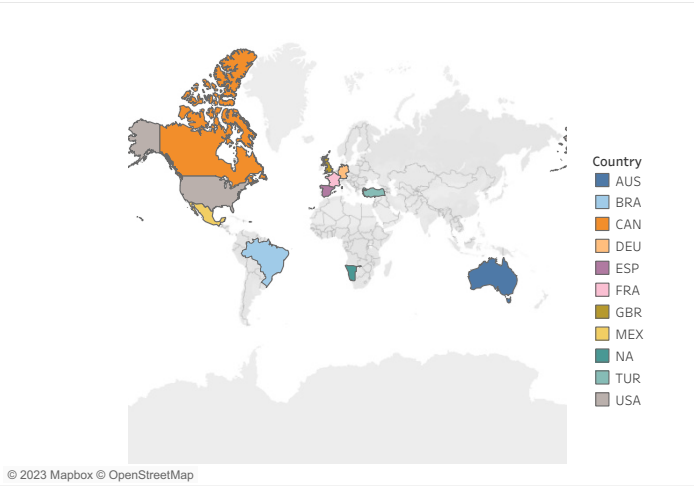 Country
AUS
BRA
CAN
DEU
ESP
FRA
GBR
MEX
NA
TUR
USA
© 2023 Mapbox © OpenStreetMap